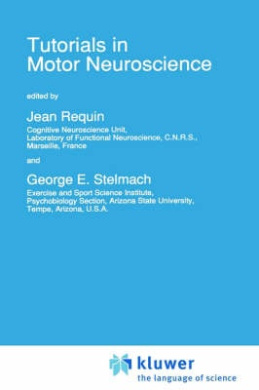 Tutorials in
Motor Neuroscience
edited by
Jean Requin
Cognitive Neuroscience Unit,
Laboratory of Functional Neuroscience, C.N.R.S.,
Marseille, France
and
George E. Stelmach
Exercise and Sport Science Institute,
Psychobiology Section, Arizona State University,
Tempe, Arizona, U.S.A.
kluwer
the language of science